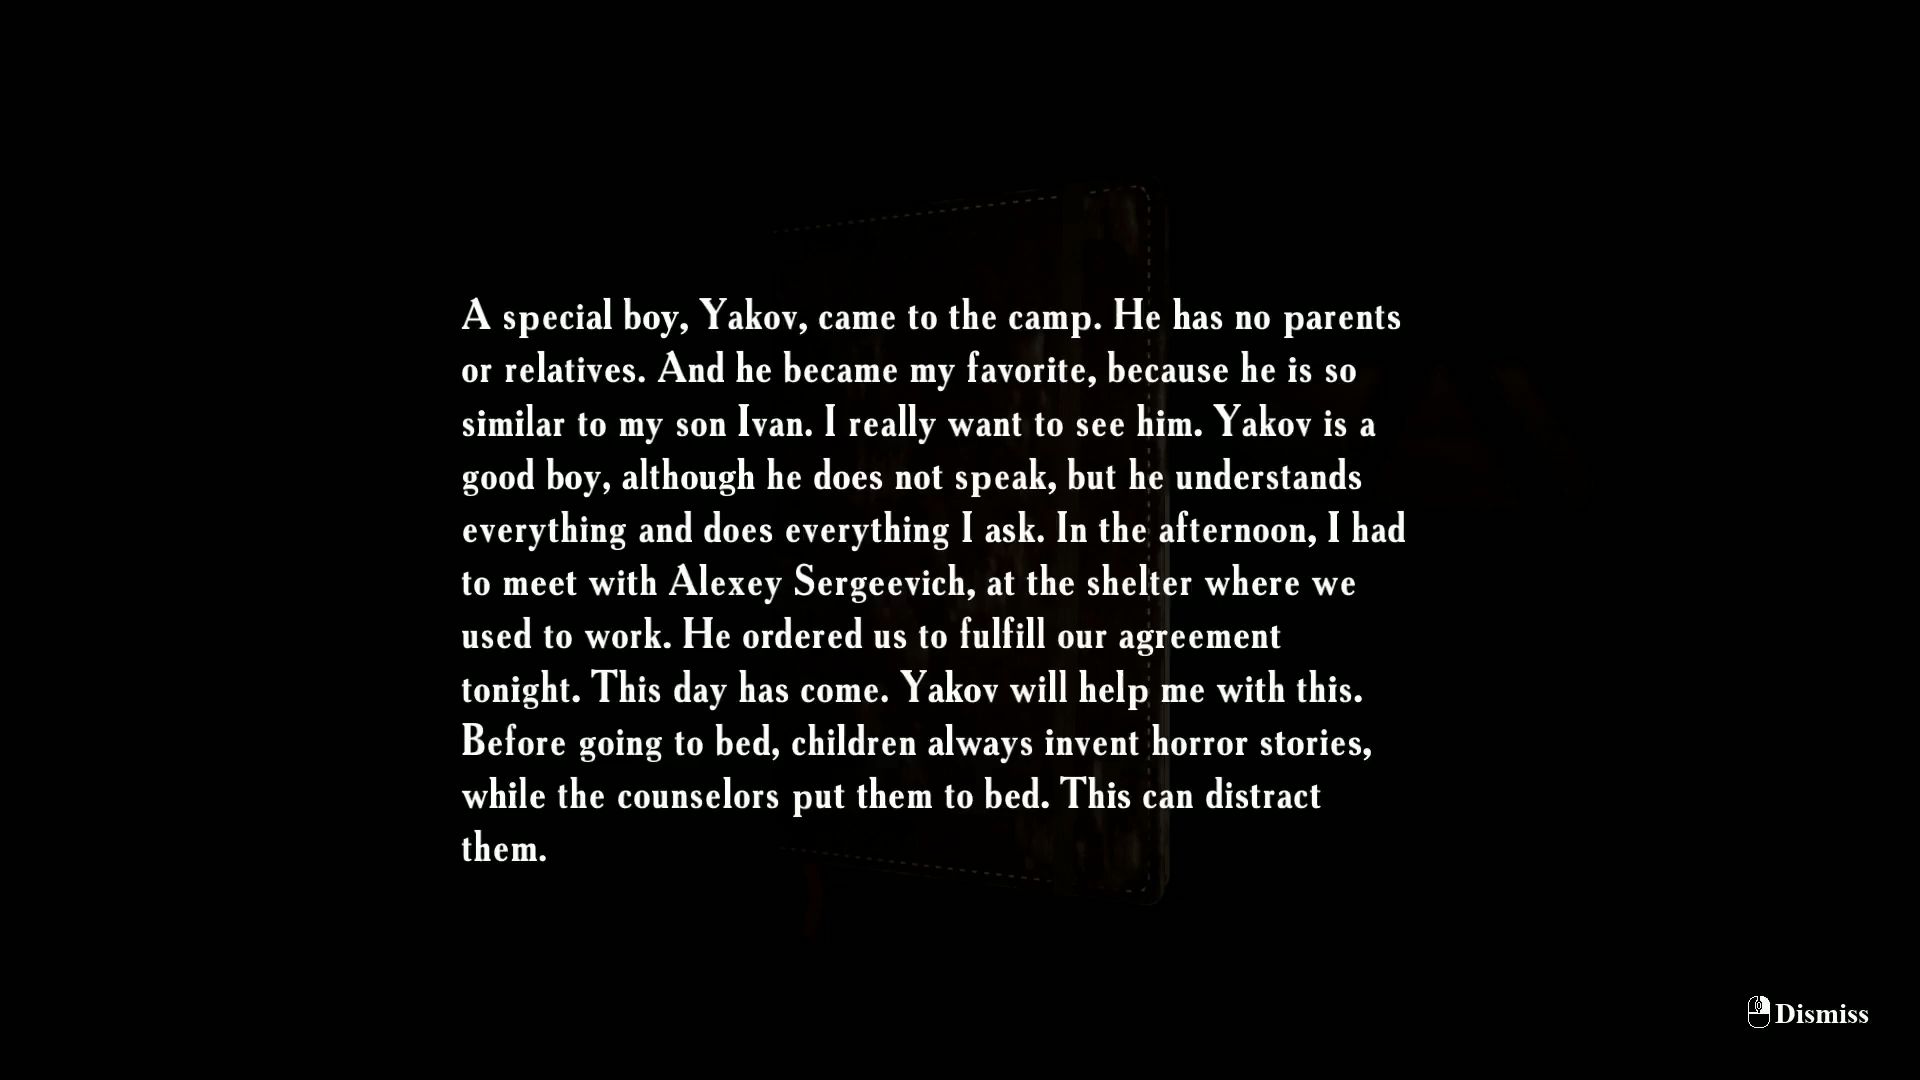 A special boy, Yakov, came to the camp. He has no parents
or relatives. And he became my favorite, because he is so
similar to my son Ivan. I really want to see him. Yakov is a
good boy, although he does not speak, but he understands
everything and does everything I ask. In the afternoon, I had
to meet with Alexey Sergeevich, at the shelter where we
used to work. He ordered us to fulfill our agreement
tonight. This day has come. Yakov will help me with this.
Before going to bed, children always invent horror stories,
while the counselors put them to bed. This can distract
them.
Dismiss